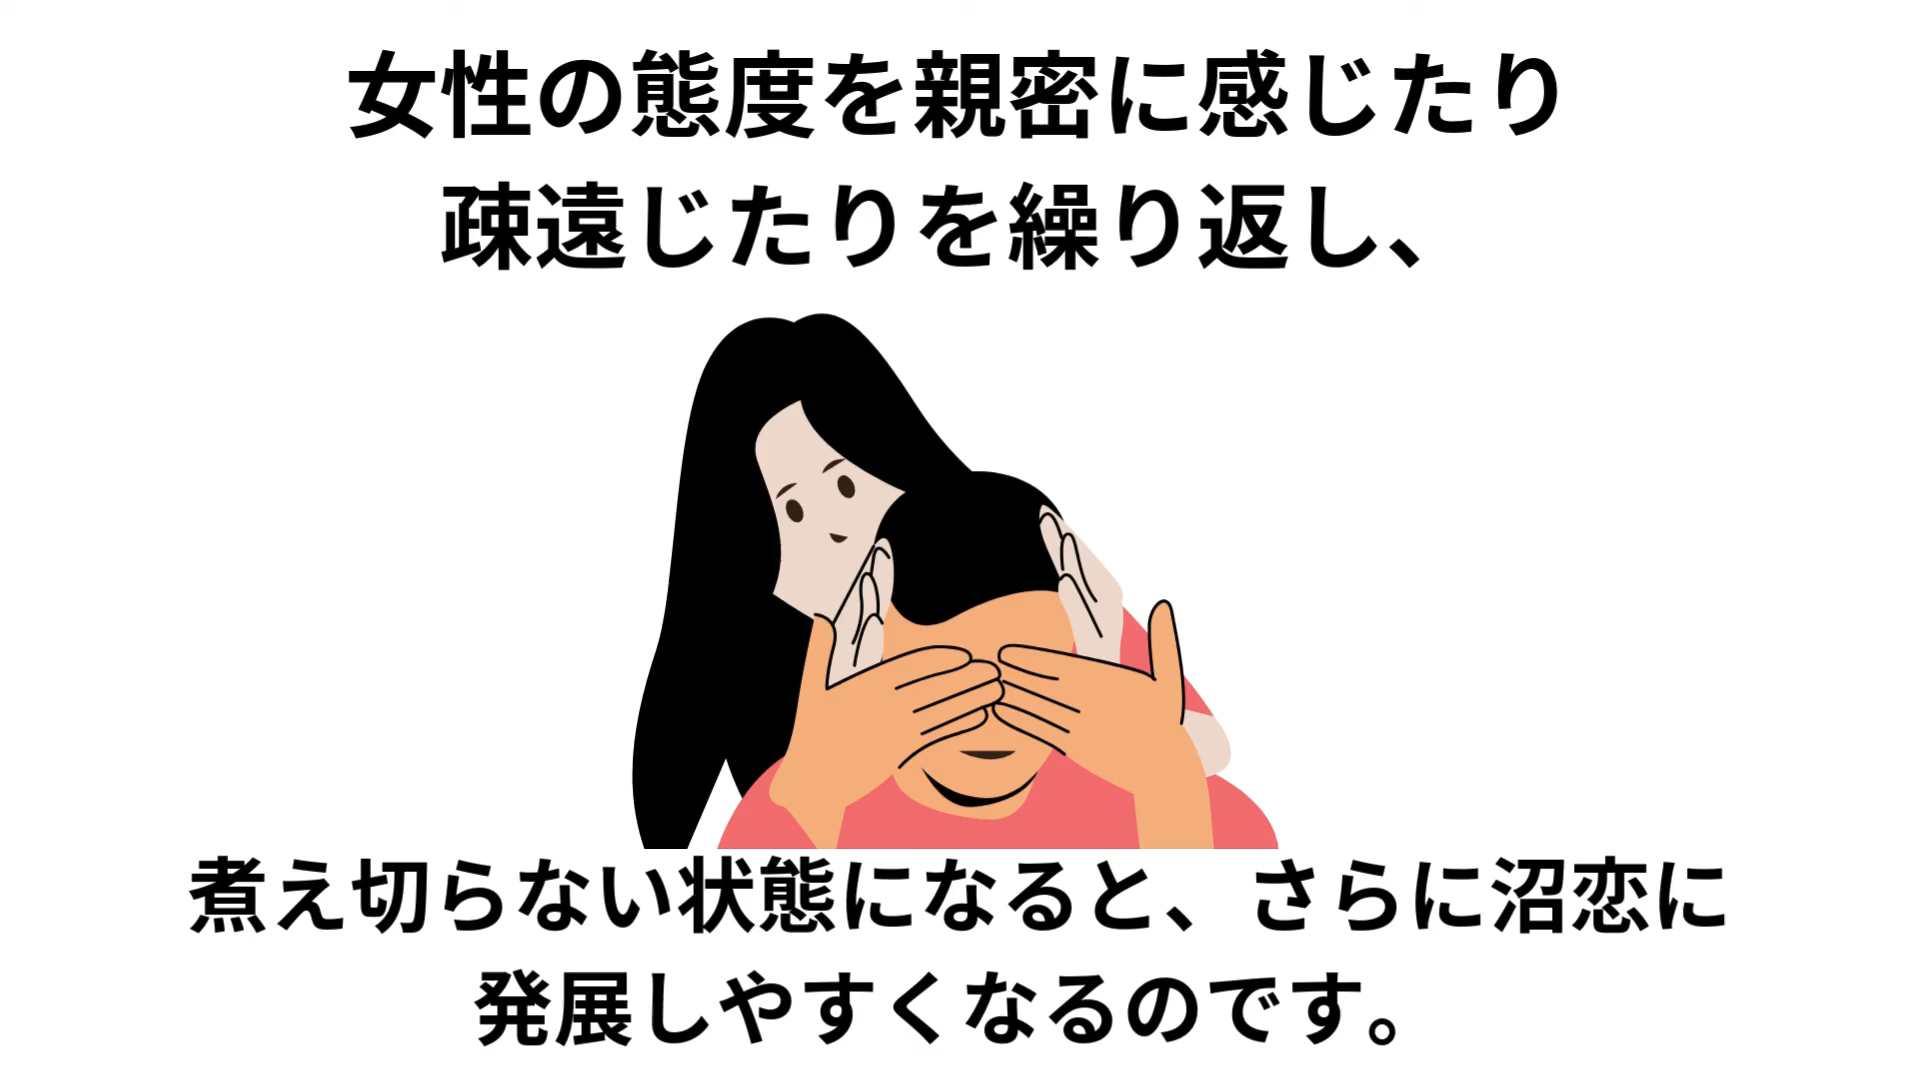 女性の態度を親密に感じたり
疎遠じたりを繰り返し、
煮え切らない状態になると、さらに沼恋に
発展しやすくなるのです。